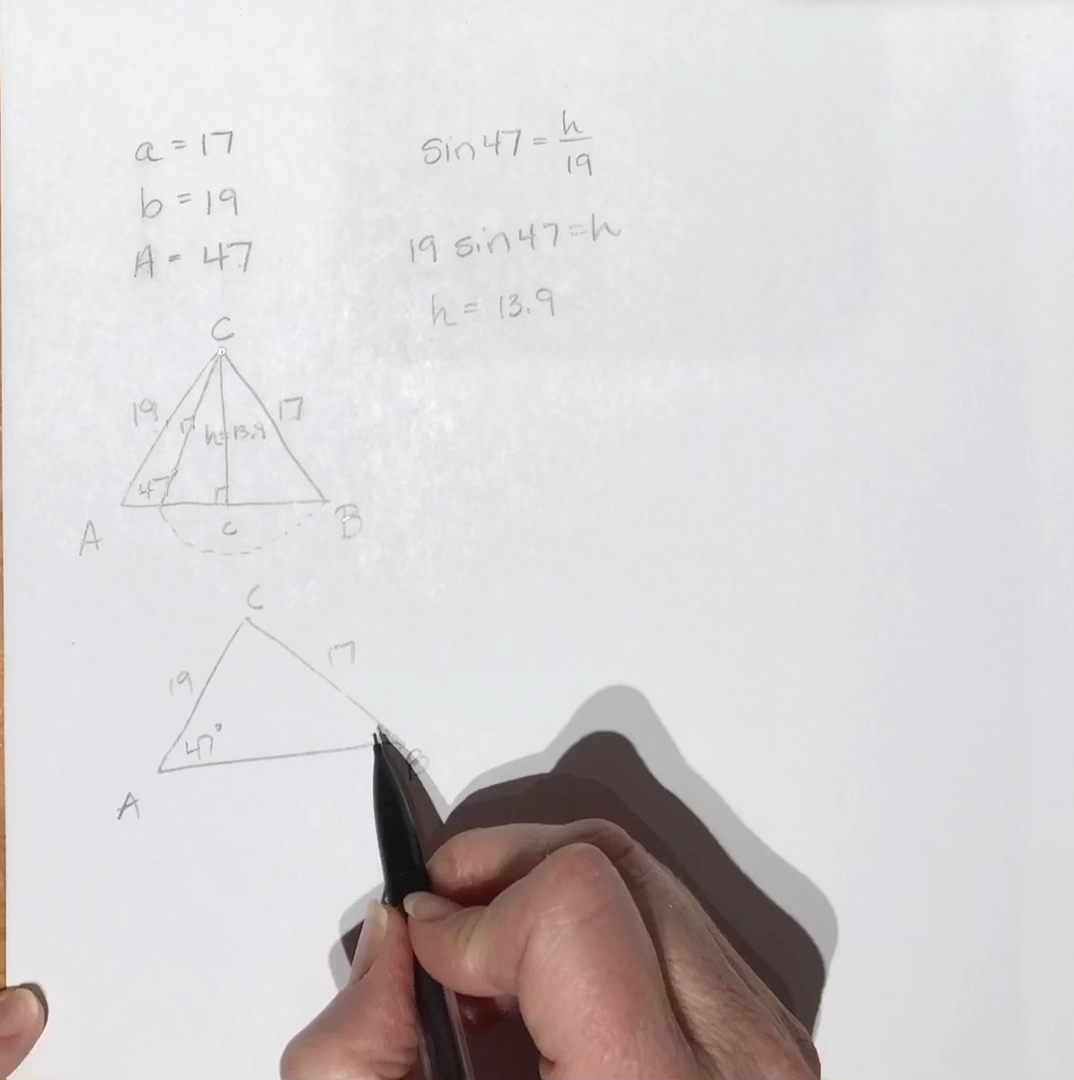 a = 17
b = 19
A = 47
sin 47 = h/19
19 sin 47 = h
h = 13.9
C
19 17 h=13.9 17
47°
A c B
C
19 17
47°
A B